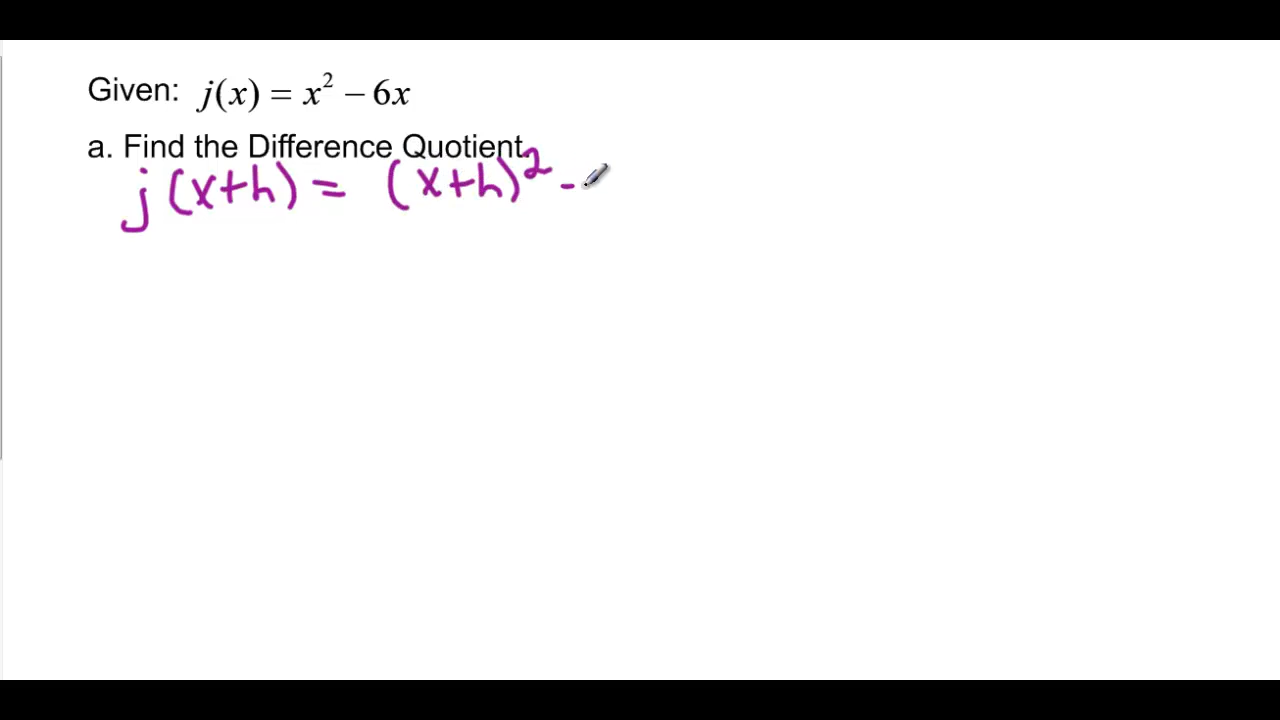 Given: j(x) = x² − 6x
a. Find the Difference Quotient.
j(x+h) = (x+h)² -